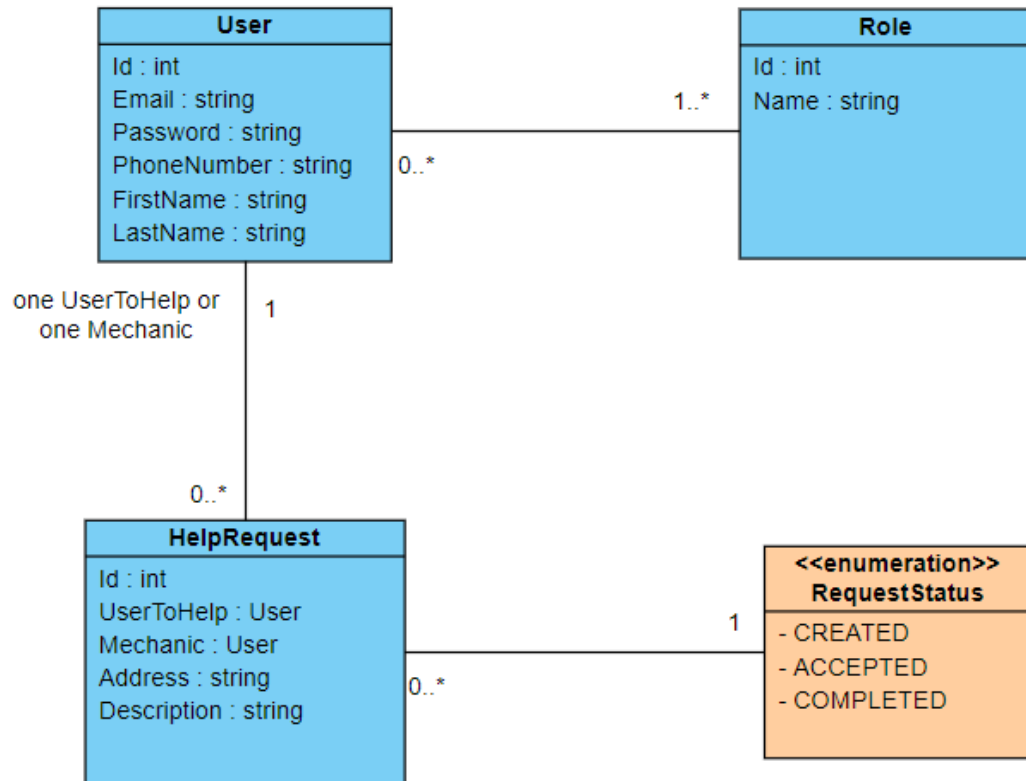 User
Id : int
Email : string
Password : string
PhoneNumber : string
FirstName : string
LastName : string
Role
Id : int
Name : string
1..*
0..*
one UserToHelp or
one Mechanic
1
0..*
HelpRequest
Id : int
UserToHelp : User
Mechanic : User
Address : string
Description : string
<<enumeration>>
RequestStatus
- CREATED
- ACCEPTED
- COMPLETED
1
0..*